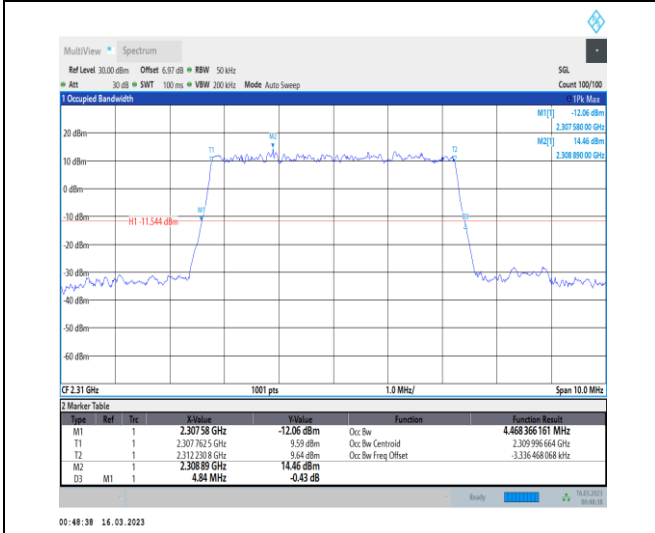 MultiView Spectrum
Ref Level 30.00 dBm Offset 6.97 dB RBW 50 kHz SGL
Att 30 dB SWT 100 ms VBW 200 kHz Mode Auto Sweep Count 100/100
1 Occupied Bandwidth 1Pk Max
M1[1] -12.06 dBm
2.307 580 00 GHz
M2[1] 14.46 dBm
2.308 890 00 GHz
20 dBm
M2
T1 T2
10 dBm
0 dBm
M1
-10 dBm
H1 -11.544 dBm
-20 dBm
-30 dBm
-40 dBm
-50 dBm
-60 dBm
CF 2.31 GHz 1001 pts 1.0 MHz/ Span 10.0 MHz
2 Marker Table
Type Ref Trc X-Value Y-Value Function Function Result
M1 1 2.307 58 GHz -12.06 dBm Occ Bw 4.468 366 161 MHz
T1 1 2.307 762 5 GHz 9.59 dBm Occ Bw Centroid 2.309 996 664 GHz
T2 1 2.312 230 8 GHz 9.64 dBm Occ Bw Freq Offset -3.336 468 068 kHz
M2 1 2.308 89 GHz 14.46 dBm
D3 M1 1 4.84 MHz -0.43 dB
Ready 16.03.2023
00:48:38
00:48:38 16.03.2023